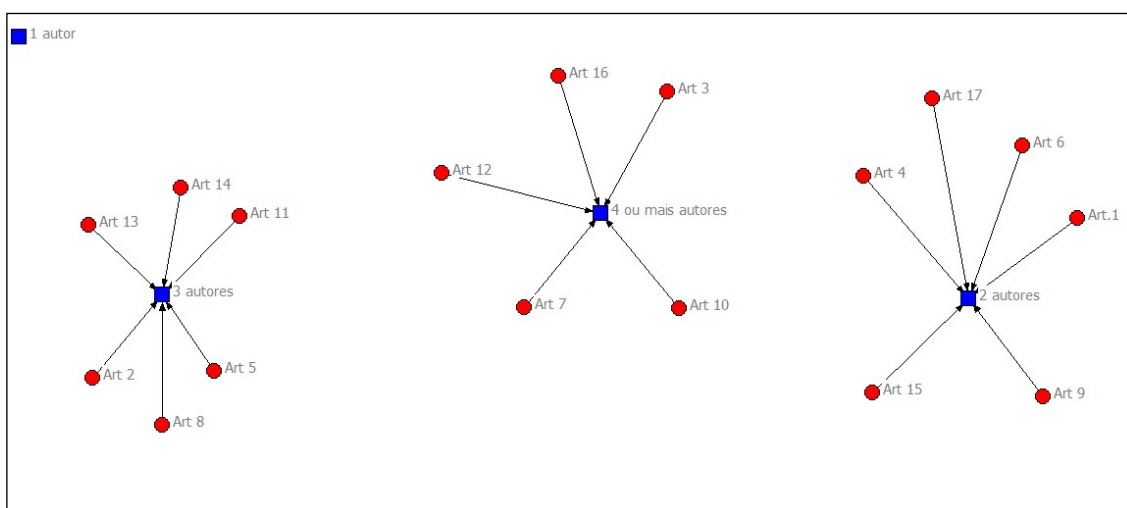 1 autor
Art 16
Art 3
Art 17
Art 6
Art 4
Art 12
Art 14
Art 11
Art 13
4 ou mais autores
Art.1
3 autores
2 autores
Art 7
Art 10
Art 2
Art 5
Art 15
Art 9
Art 8